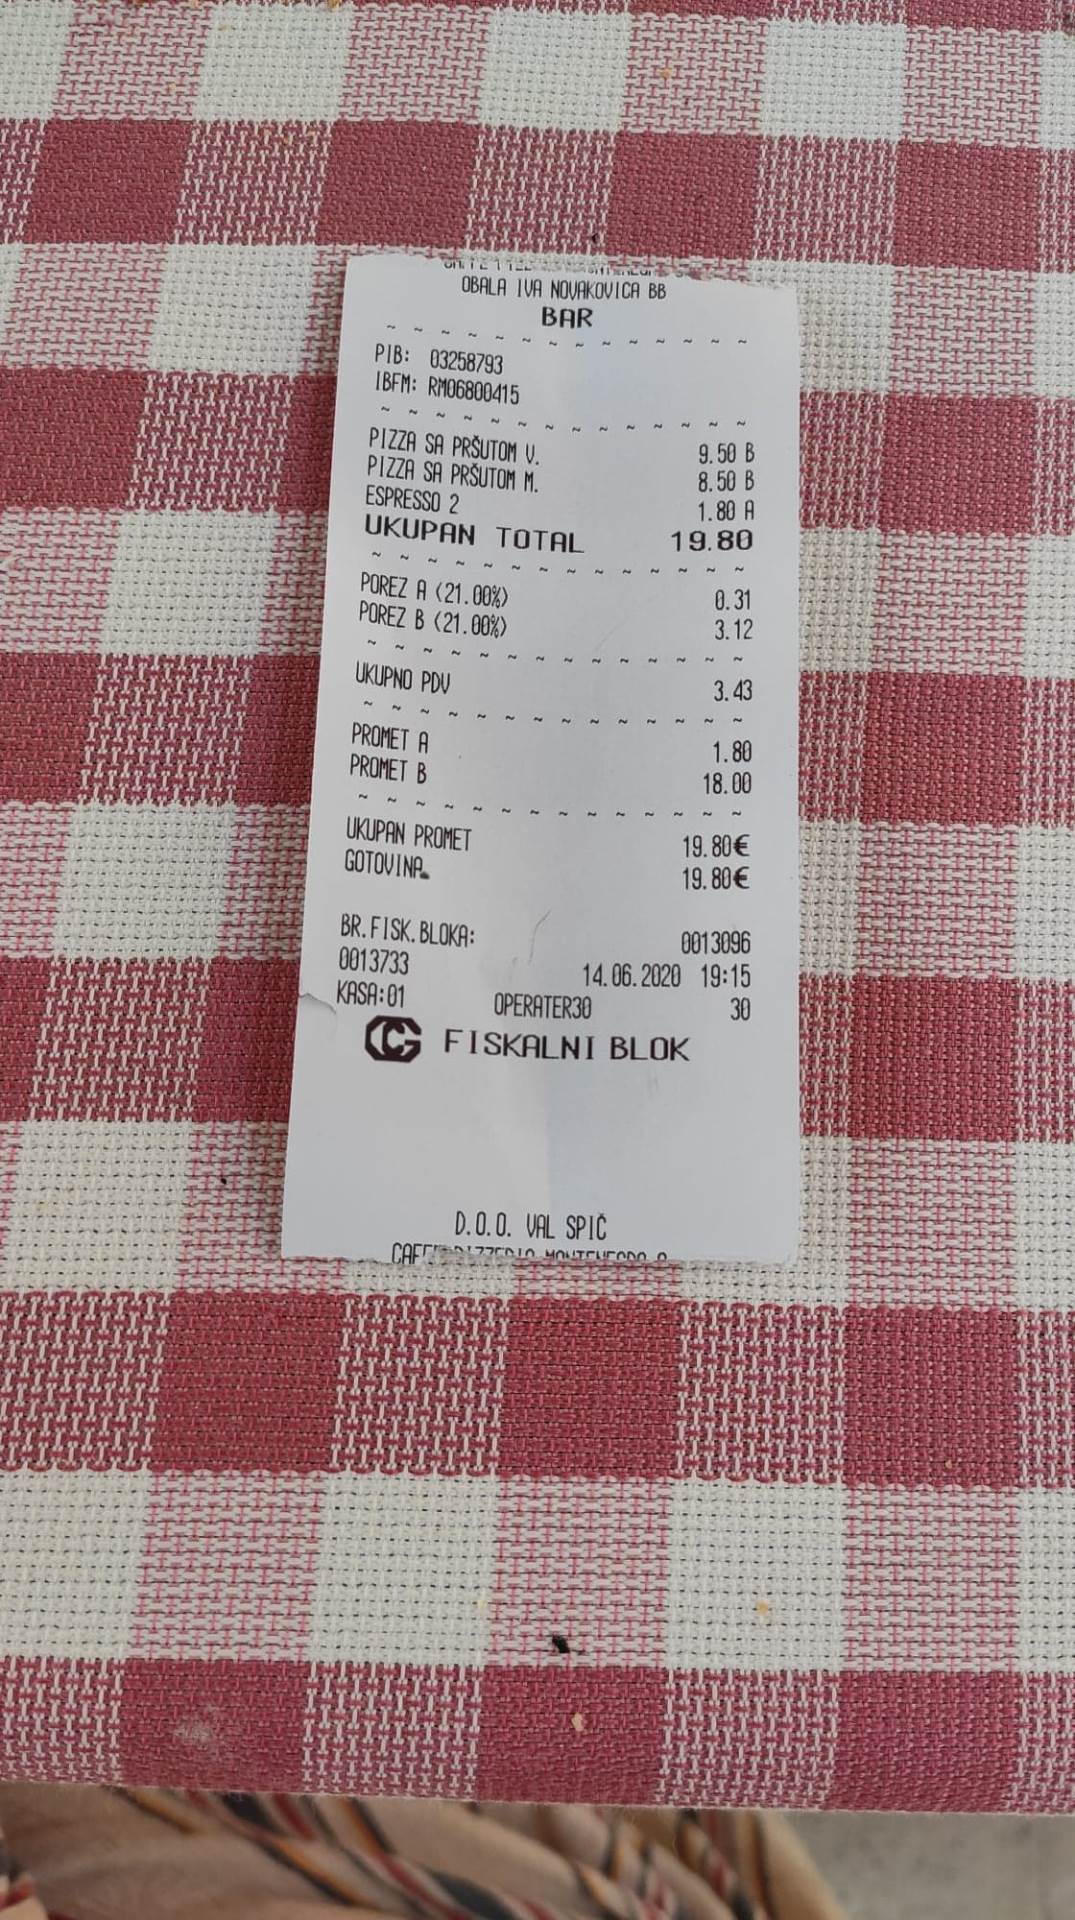 OBALA IVA NOVAKOVICA BB
BAR
PIB: 03258793
IBFM: RM06800415
PIZZA SA PRŠUTOM V. 9.50 B
PIZZA SA PRŠUTOM M. 8.50 B
ESPRESSO 2 1.80 A
UKUPAN TOTAL 19.80
POREZ A (21.00%) 0.31
POREZ B (21.00%) 3.12
UKUPNO PDV 3.43
PROMET A 1.80
PROMET B 18.00
UKUPAN PROMET 19.80€
GOTOVINA 19.80€
BR.FISK.BLOKA: 0013096
0013733 14.06.2020 19:15
KASA:01 OPERATER30 30
CG FISKALNI BLOK
D.O.O. VAL SPIČ